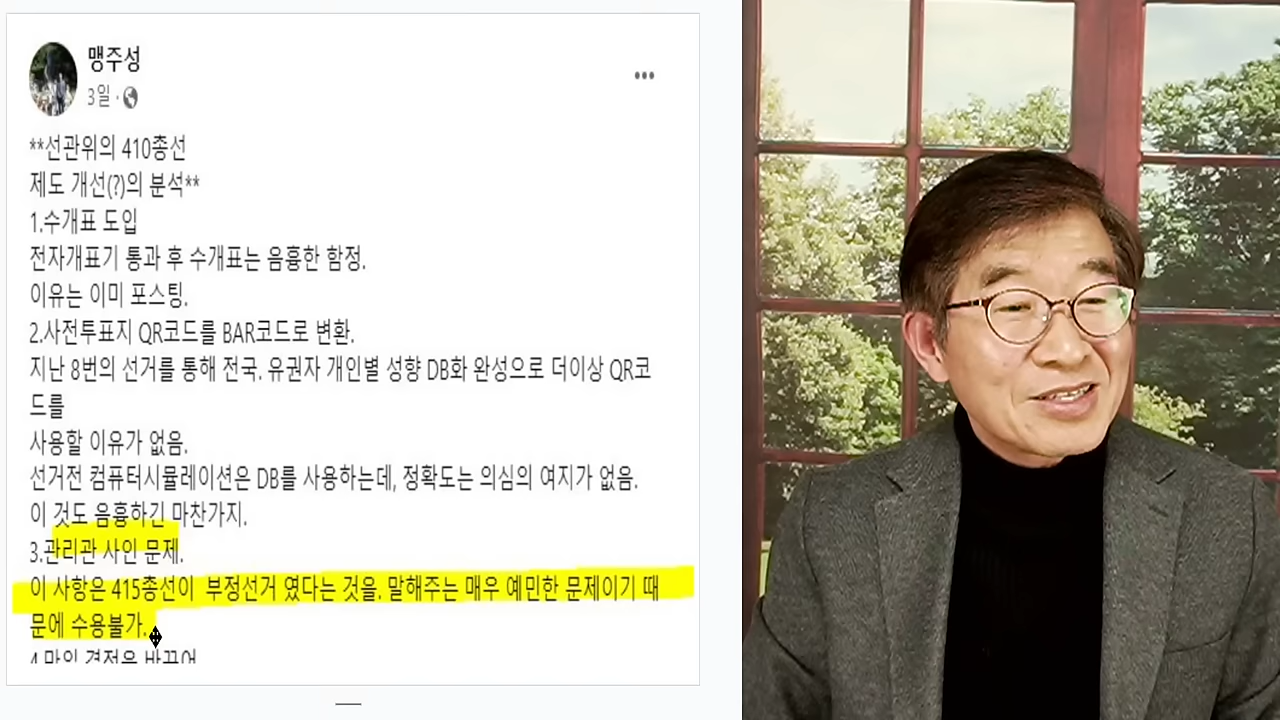 맹주성
3일 ·
**선관위의 410총선
제도 개선(?)의 분석**
1.수개표 도입
전자개표기 통과 후 수개표는 음흉한 함정.
이유는 이미 포스팅.
2.사전투표지 QR코드를 BAR코드로 변환.
지난 8번의 선거를 통해 전국. 유권자 개인별 성향 DB화 완성으로 더이상 QR코
드를
사용할 이유가 없음.
선거전 컴퓨터시뮬레이션은 DB를 사용하는데, 정확도는 의심의 여지가 없음.
이 것도 음흉하긴 마찬가지.
3.관리관 사인 문제.
이 사항은 415총선이 부정선거 였다는 것을. 말해주는 매우 예민한 문제이기 때
문에 수용불가.